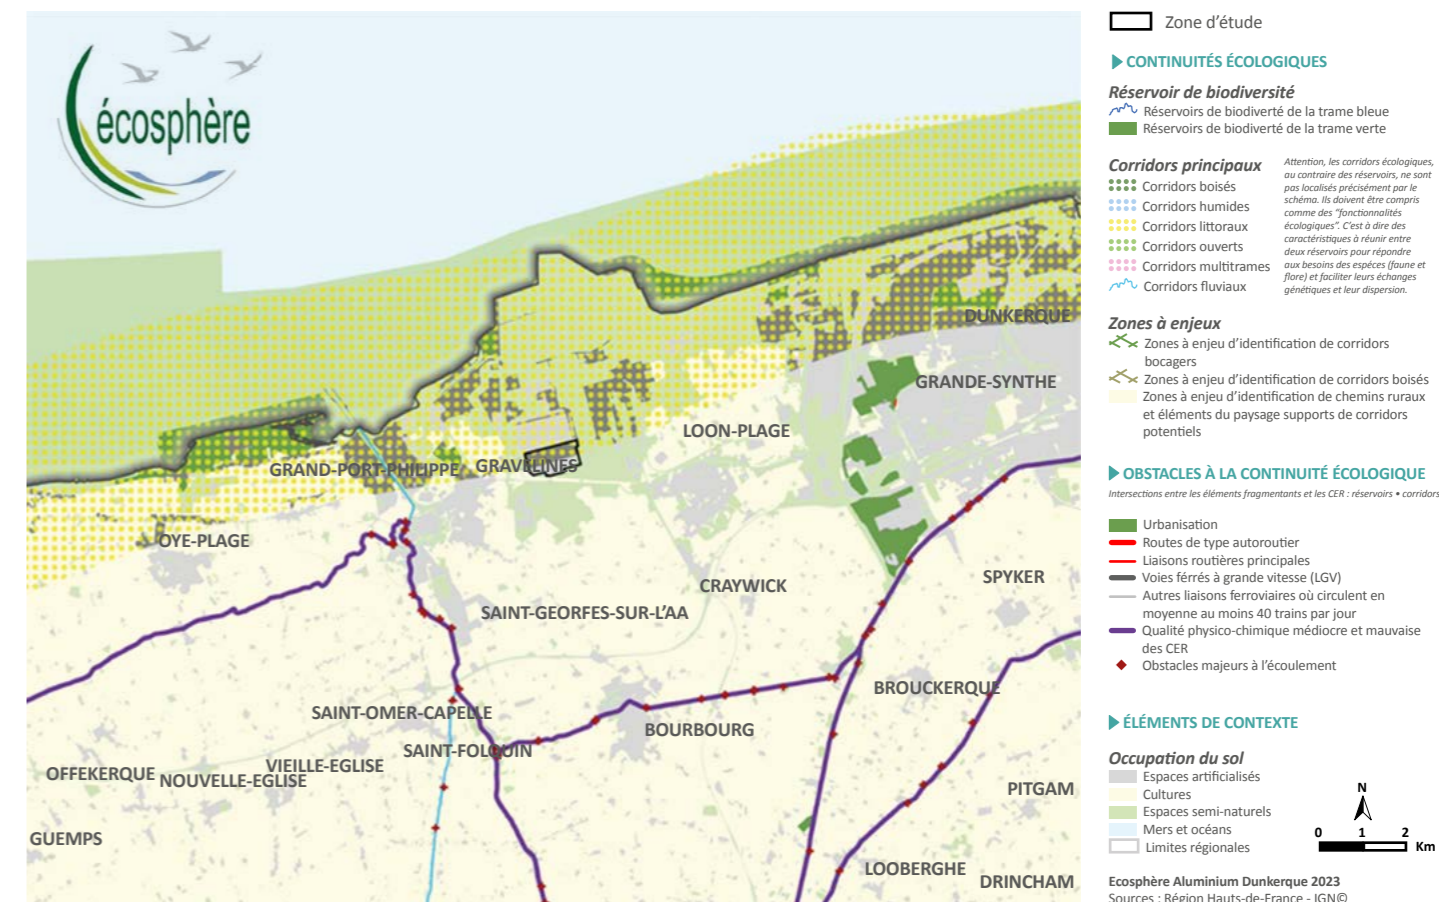 écosphère
DUNKERQUE
GRANDE-SYNTHE
LOON-PLAGE
GRAND-PORT-PHILIPPE
GRAVELINES
OYE-PLAGE
CRAYWICK
SPYKER
SAINT-GEORFES-SUR-L'AA
BROUCKERQUE
SAINT-OMER-CAPELLE
BOURBOURG
SAINT-FOLQUIN
VIEILLE-EGLISE
OFFEKERQUE
NOUVELLE-EGLISE
PITGAM
GUEMPS
LOOBERGHE
DRINCHAM
Zone d'étude
CONTINUITÉS ÉCOLOGIQUES
Réservoir de biodiversité
Réservoirs de biodiverté de la trame bleue
Réservoirs de biodiverté de la trame verte
Corridors principaux
Corridors boisés
Corridors humides
Corridors littoraux
Corridors ouverts
Corridors multitrames
Corridors fluviaux
Attention, les corridors écologiques,
au contraire des réservoirs, ne sont
pas localisés précisément par le
schéma. Ils doivent être compris
comme des "fonctionnalités
écologiques". C'est à dire des
caractéristiques à réunir entre
deux réservoirs pour répondre
aux besoins des espéces (faune et
flore) et faciliter leurs échanges
génétiques et leur dispersion.
Zones à enjeux
Zones à enjeu d'identification de corridors
bocagers
Zones à enjeu d'identification de corridors boisés
Zones à enjeu d'identification de chemins ruraux
et éléments du paysage supports de corridors
potentiels
OBSTACLES À LA CONTINUITÉ ÉCOLOGIQUE
Intersections entre les éléments fragmentants et les CER : réservoirs • corridors
Urbanisation
Routes de type autoroutier
Liaisons routières principales
Voies férrés à grande vitesse (LGV)
Autres liaisons ferroviaires où circulent en
moyenne au moins 40 trains par jour
Qualité physico-chimique médiocre et mauvaise
des CER
Obstacles majeurs à l'écoulement
ÉLÉMENTS DE CONTEXTE
Occupation du sol
Espaces artificialisés
Cultures
Espaces semi-naturels
Mers et océans
Limites régionales
N
0 1 2
Km
Ecosphère Aluminium Dunkerque 2023
Sources : Région Hauts-de-France - IGN©